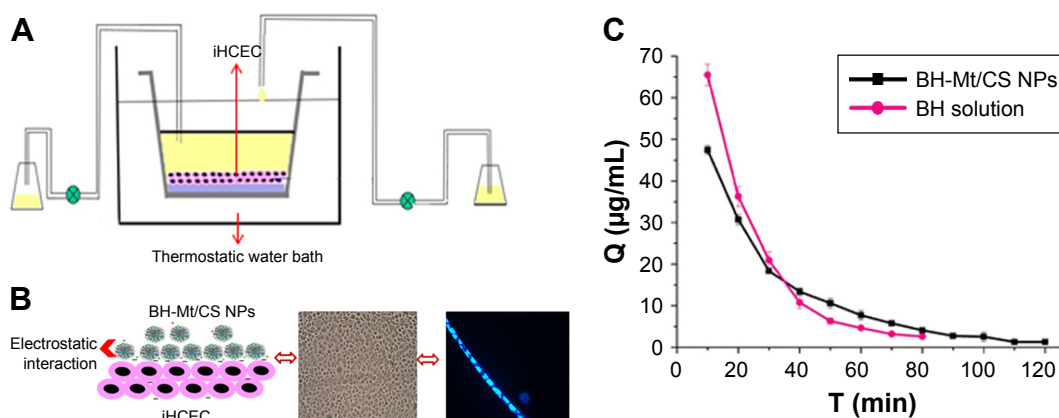 A
iHCEC
Thermostatic water bath
B
BH-Mt/CS NPs
Electrostatic
interaction
iHCEC
C
BH-Mt/CS NPs
BH solution
70
60
50
40
30
20
10
0
Q (µg/mL)
0 20 40 60 80 100 120
T (min)